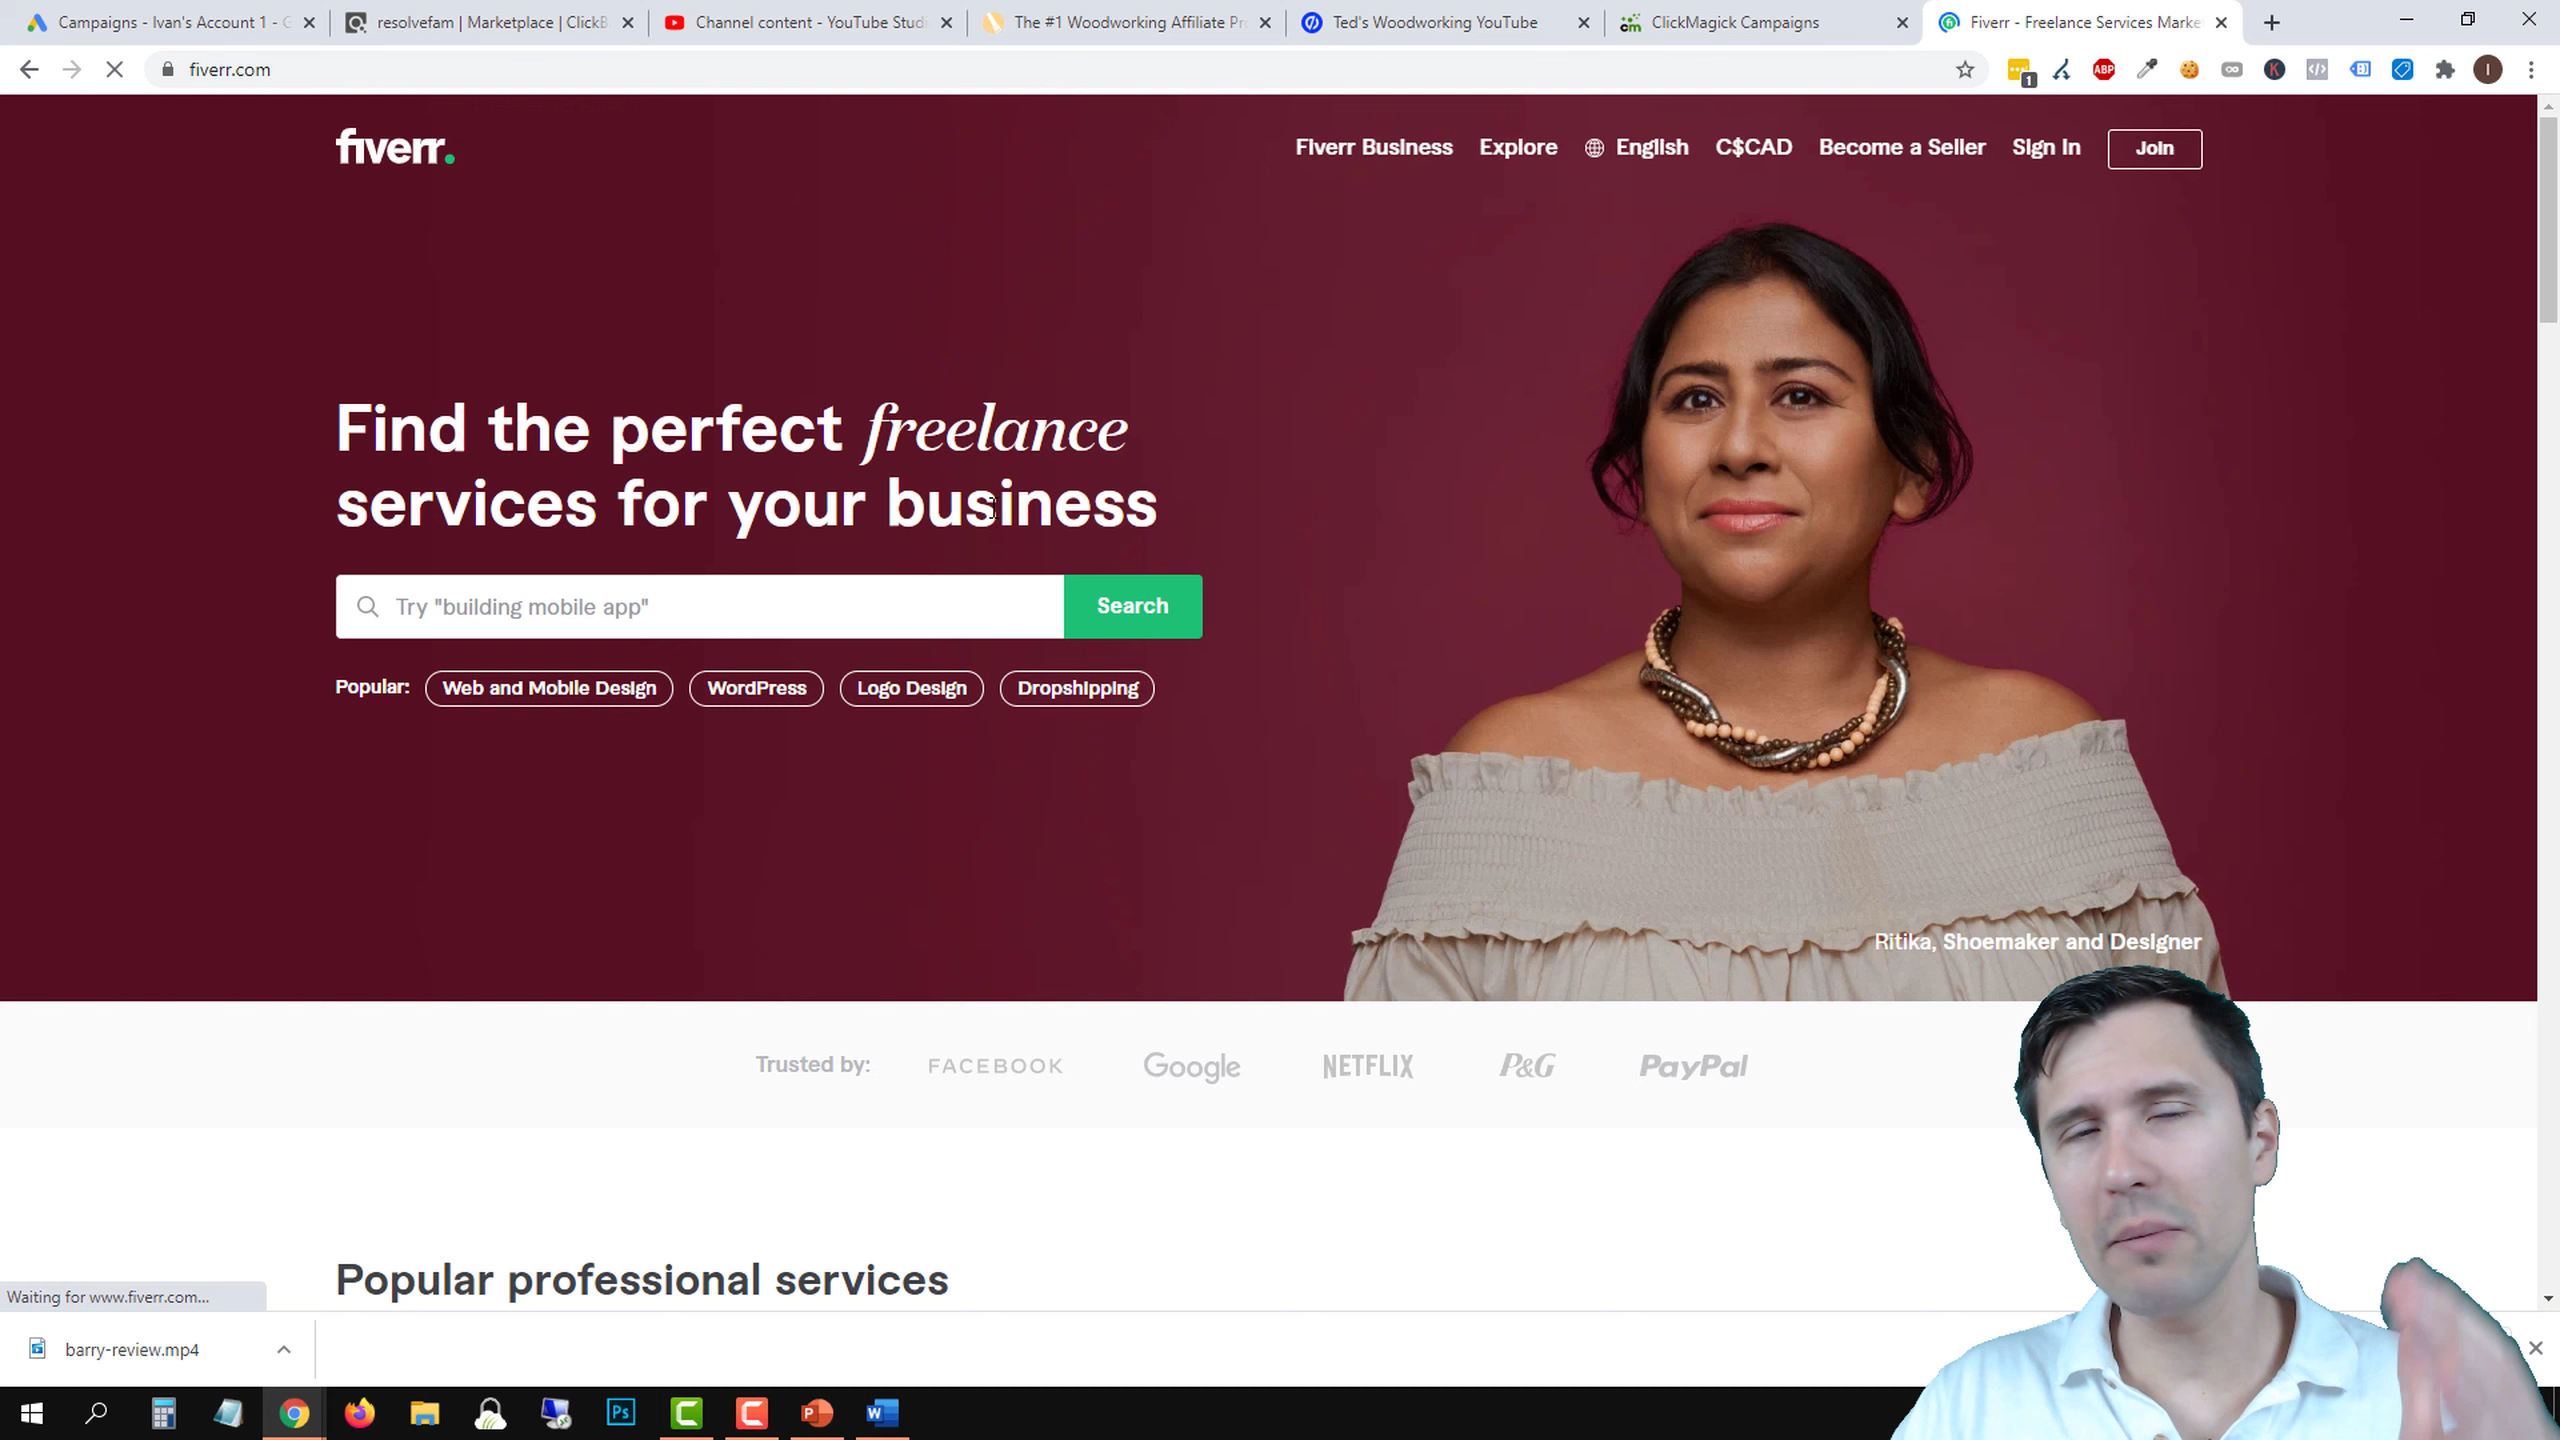 Campaigns - Ivan's Account 1 - G
resolvefam | Marketplace | ClickB
Channel content - YouTube Studi
The #1 Woodworking Affiliate Pr
Ted's Woodworking YouTube
ClickMagick Campaigns
Fiverr - Freelance Services Marke
fiverr.com
ABP
1
I
fiverr.
Fiverr Business
Explore
English
C$CAD
Become a Seller
Sign In
Join
Find the perfect freelance
services for your business
Try "building mobile app"
Search
Popular:
Web and Mobile Design
WordPress
Logo Design
Dropshipping
Ritika, Shoemaker and Designer
Trusted by:
FACEBOOK
Google
NETFLIX
P&G
PayPal
Popular professional services
Waiting for www.fiverr.com...
barry-review.mp4